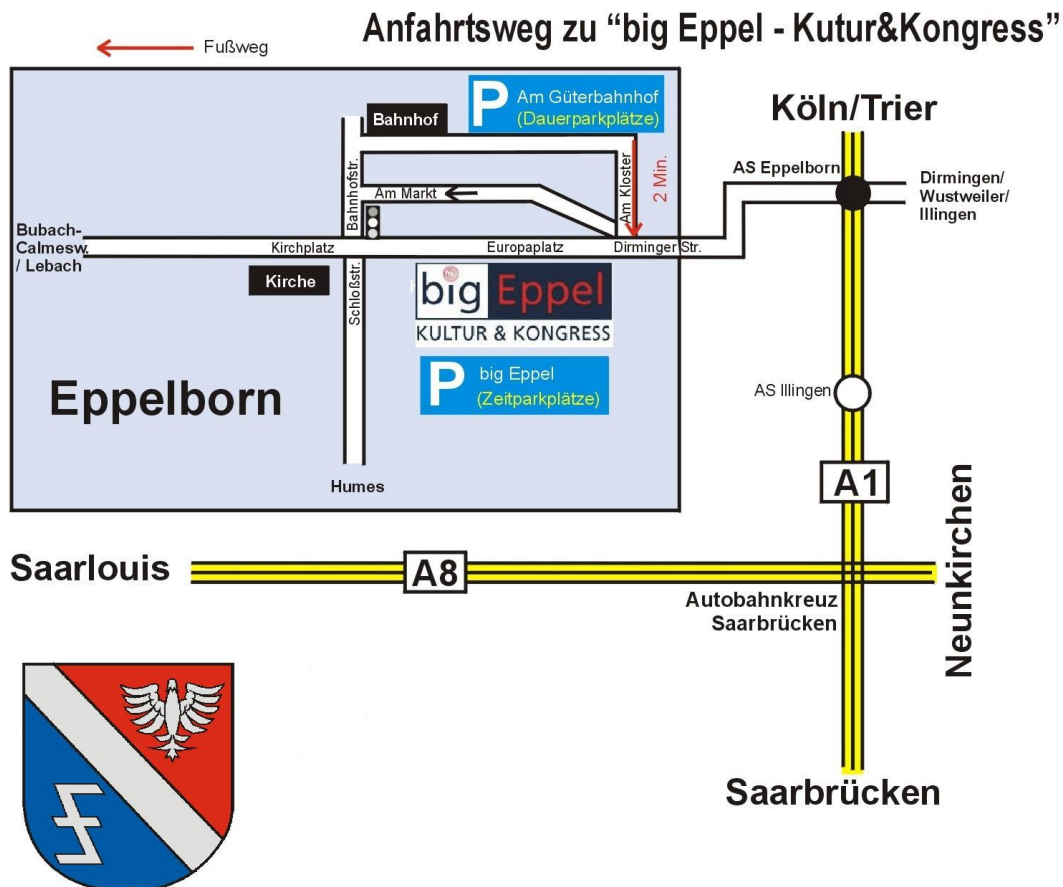 Anfahrtsweg zu “big Eppel - Kutur&Kongress”
Fußweg
P Am Güterbahnhof
(Dauerparkplätze)
Bahnhof
Köln/Trier
AS Eppelborn
Dirmingen/
Wustweiler/
Illingen
Bahnhofstr.
Am Markt
Am Kloster
2 Min.
Bubach-
Calmesw.
/ Lebach
Kirchplatz
Europaplatz
Dirminger Str.
Kirche
Schloßstr.
big Eppel
KULTUR & KONGRESS
P big Eppel
(Zeitparkplätze)
Eppelborn
Humes
AS Illingen
A1
Neunkirchen
Saarlouis
A8
Autobahnkreuz
Saarbrücken
Saarbrücken